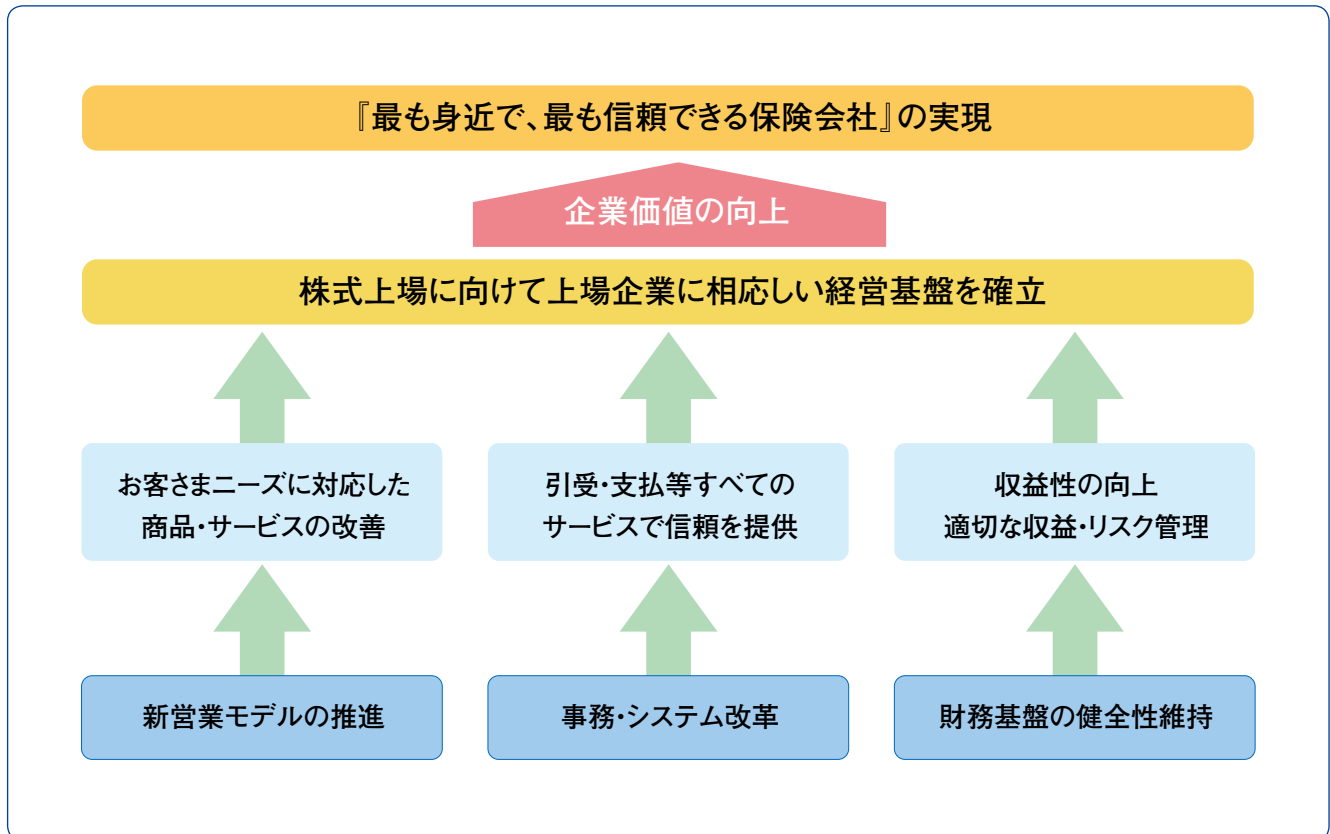 『最も身近で、最も信頼できる保険会社』の実現
企業価値の向上
株式上場に向けて上場企業に相応しい経営基盤を確立
お客さまニーズに対応した
商品・サービスの改善
引受・支払等すべての
サービスで信頼を提供
収益性の向上
適切な収益・リスク管理
新営業モデルの推進
事務・システム改革
財務基盤の健全性維持